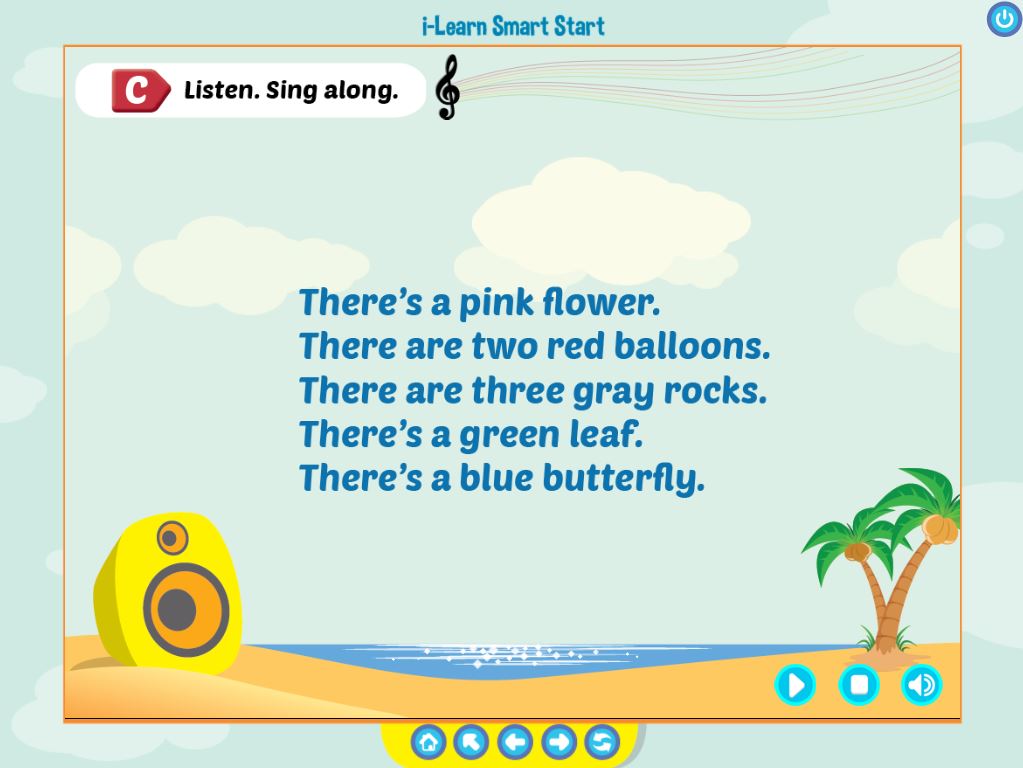 i-Learn Smart Start
C Listen. Sing along.
There's a pink flower.
There are two red balloons.
There are three gray rocks.
There's a green leaf.
There's a blue butterfly.